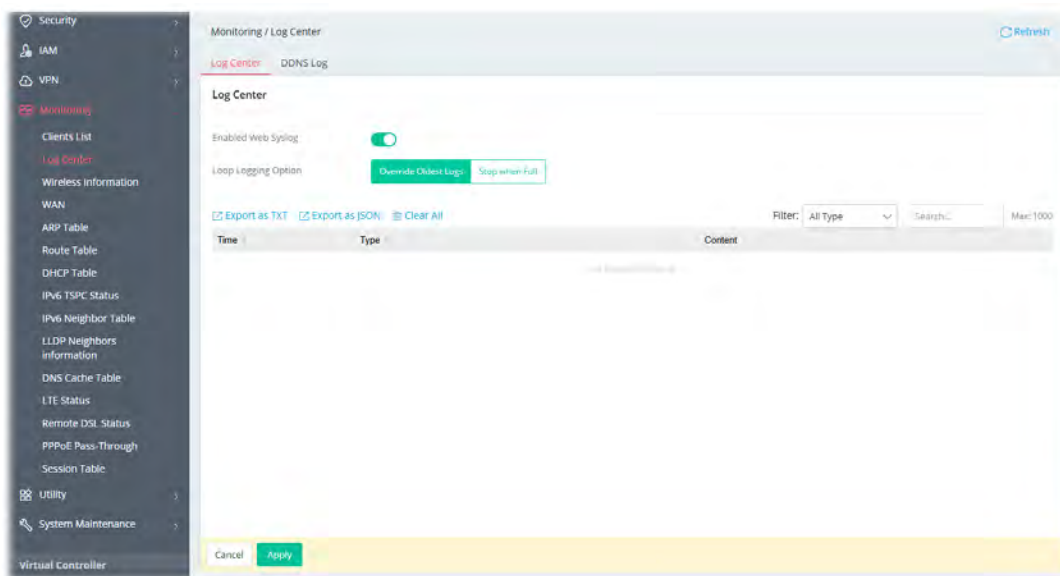 Security
IAM
VPN
Monitoring
Clients List
Log Center
Wireless Information
WAN
ARP Table
Route Table
DHCP Table
IPv6 TSPC Status
IPv6 Neighbor Table
LLDP Neighbors
information
DNS Cache Table
LTE Status
Remote DSL Status
PPPoE Pass-Through
Session Table
Utility
System Maintenance
Virtual Controller
Monitoring / Log Center
Refresh
Log Center DDNS Log
Log Center
Enabled Web Syslog
Loop Logging Option Override Oldest Logs Stop when Full
Export as TXT Export as JSON Clear All Filter: All Type Search... Max: 1000
Time Type Content
Cancel Apply